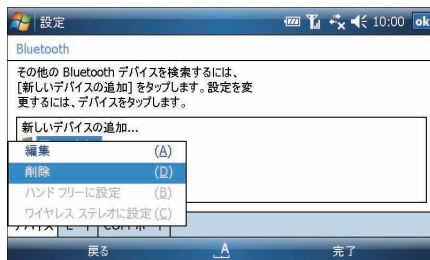 設定
10:00 ok
Bluetooth
その他の Bluetooth デバイスを検索するには、
[新しいデバイスの追加] をタップします。設定を変
更するには、デバイスをタップします。
新しいデバイスの追加...
編集 (A)
削除 (D)
ハンド フリーに設定 (B)
ワイヤレス ステレオに設定 (C)
戻る A 完了